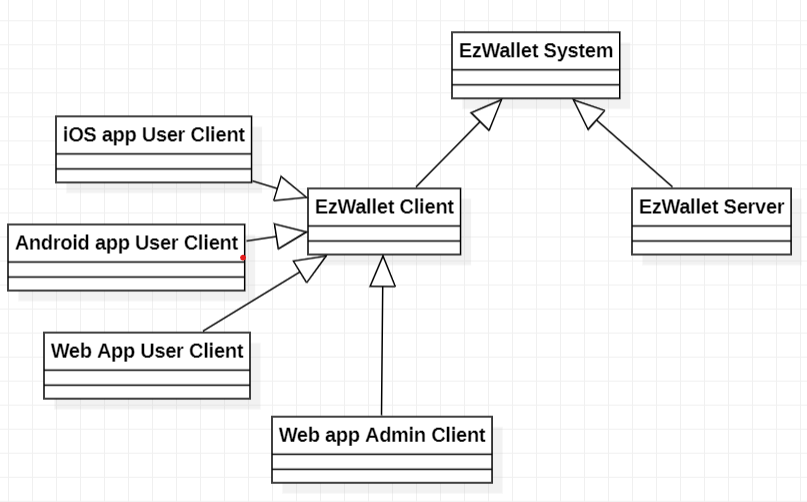 EzWallet System
iOS app User Client
EzWallet Client
EzWallet Server
Android app User Client
Web App User Client
Web app Admin Client